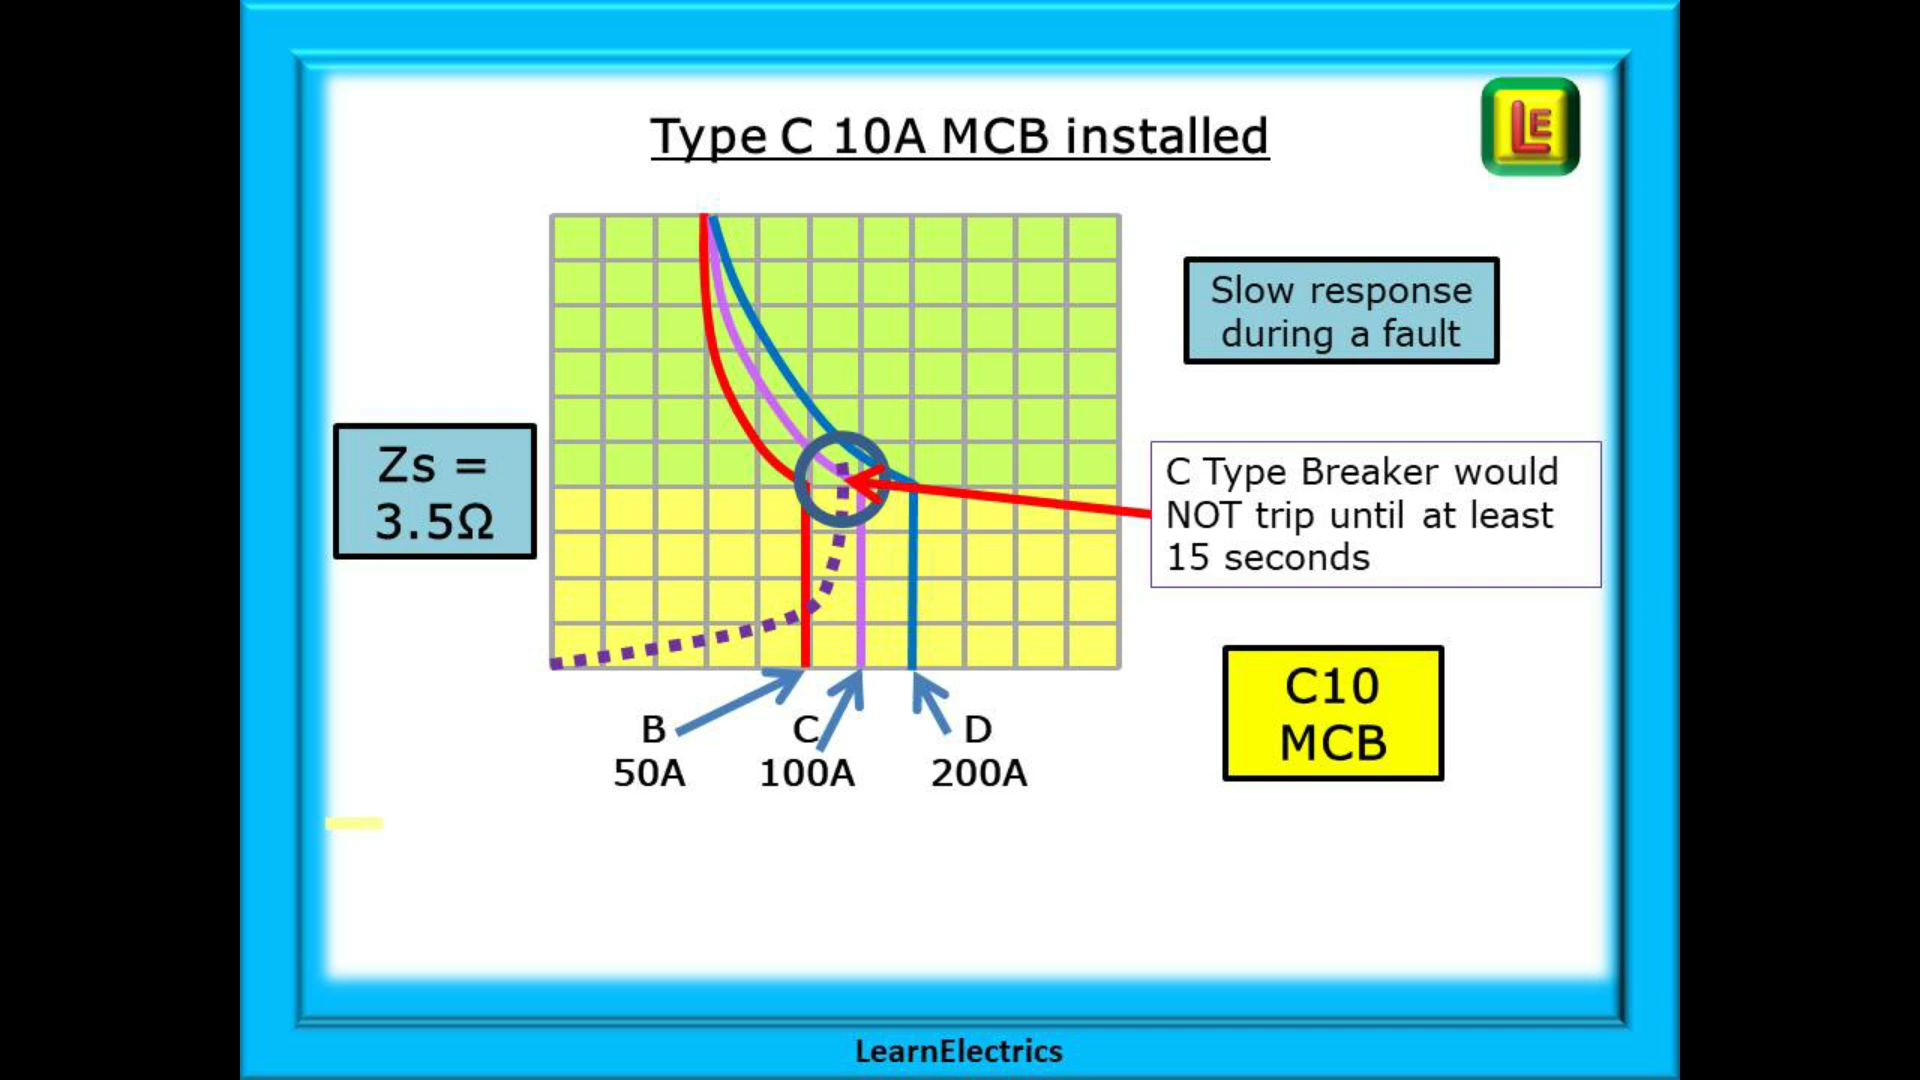 Type C 10A MCB installed
LE
Slow response
during a fault
Zs =
3.5Ω
C Type Breaker would
NOT trip until at least
15 seconds
C10
MCB
B
50A
C
100A
D
200A
LearnElectrics